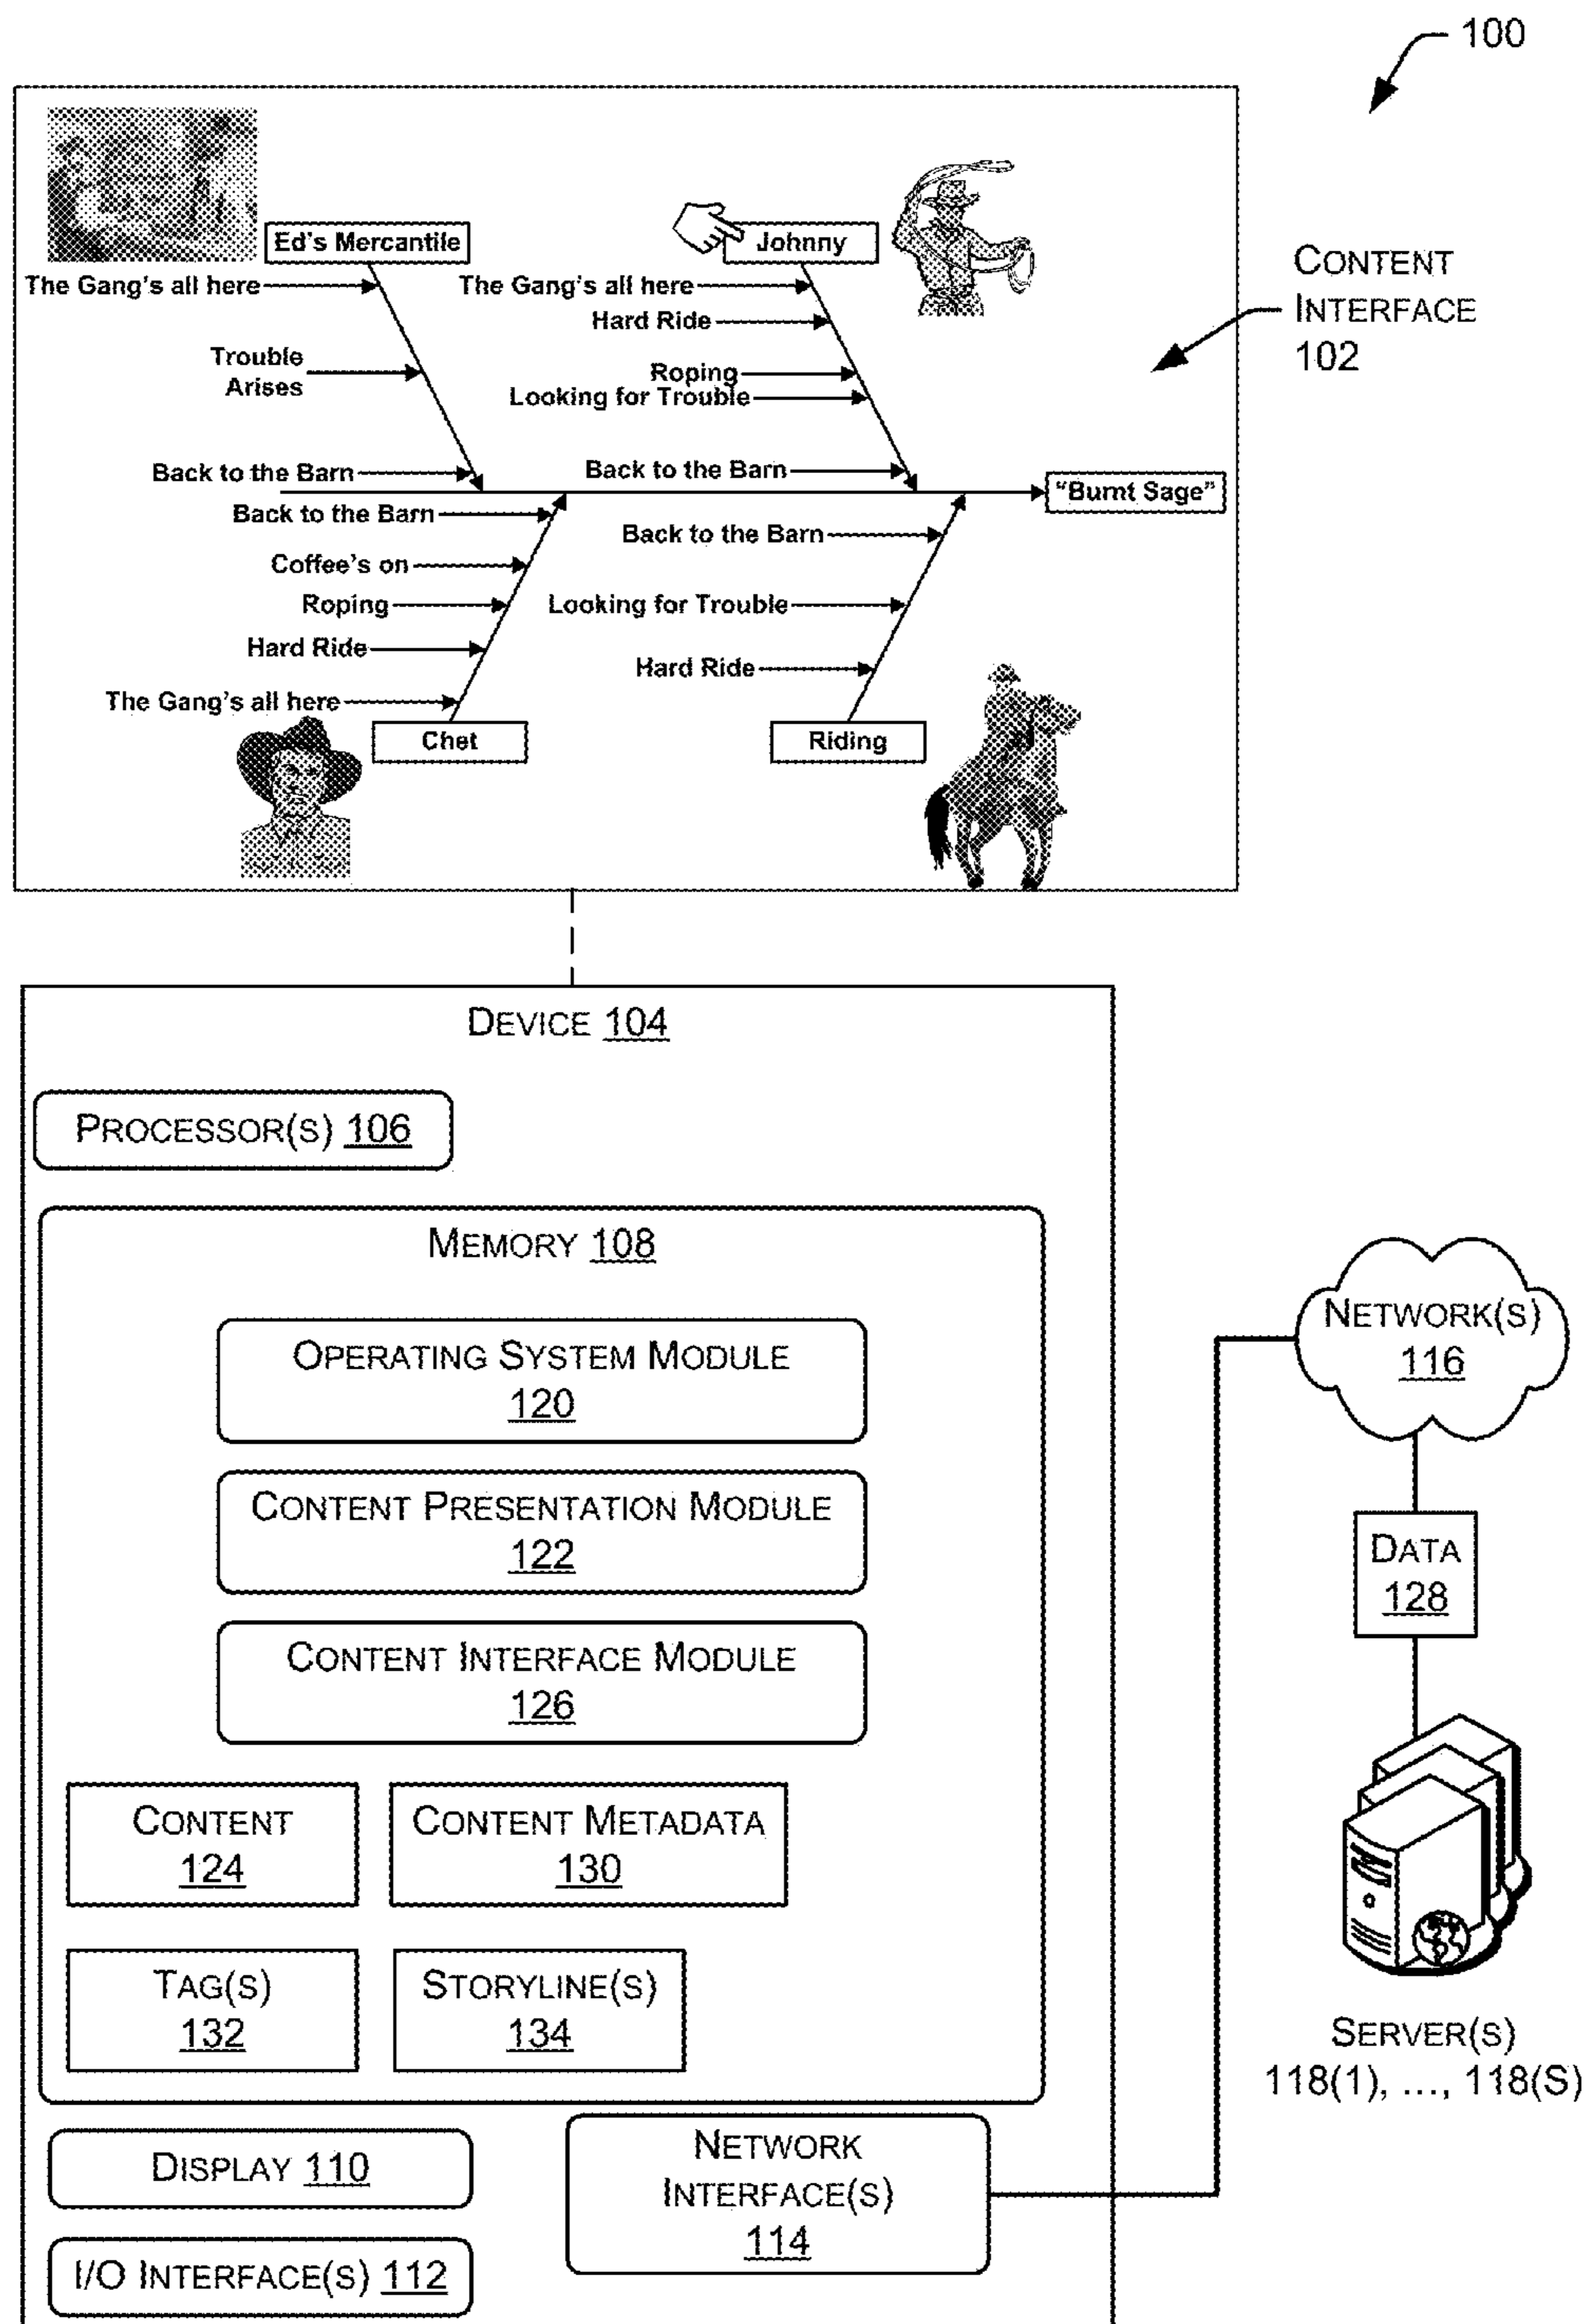 100
Ed's Mercantile
Johnny
CONTENT
INTERFACE
102
The Gang's all here
The Gang's all here
Hard Ride
Trouble
Arises
Roping
Looking for Trouble
Back to the Barn
Back to the Barn
"Burnt Sage"
Back to the Barn
Back to the Barn
Coffee's on
Roping
Looking for Trouble
Hard Ride
Hard Ride
The Gang's all here
Chet
Riding
DEVICE 104
PROCESSOR(S) 106
MEMORY 108
OPERATING SYSTEM MODULE
120
CONTENT PRESENTATION MODULE
122
CONTENT INTERFACE MODULE
126
CONTENT
124
CONTENT METADATA
130
TAG(S)
132
STORYLINE(S)
134
DISPLAY 110
I/O INTERFACE(S) 112
NETWORK
INTERFACE(S)
114
NETWORK(S)
116
DATA
128
SERVER(S)
118(1), ..., 118(S)